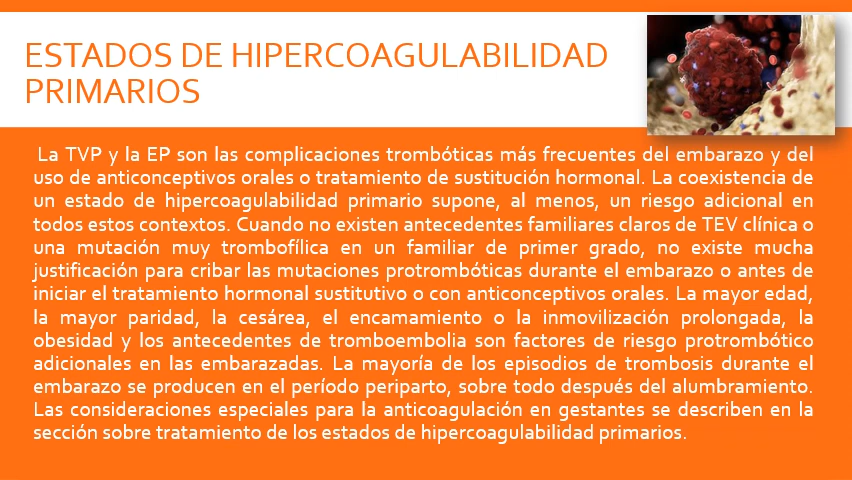 ESTADOS DE HIPERCOAGULABILIDAD
PRIMARIOS
La TVP y la EP son las complicaciones trombóticas más frecuentes del embarazo y del
uso de anticonceptivos orales o tratamiento de sustitución hormonal. La coexistencia de
un estado de hipercoagulabilidad primario supone, al menos, un riesgo adicional en
todos estos contextos. Cuando no existen antecedentes familiares claros de TEV clínica o
una mutación muy trombofílica en un familiar de primer grado, no existe mucha
justificación para cribar las mutaciones protrombóticas durante el embarazo o antes de
iniciar el tratamiento hormonal sustitutivo o con anticonceptivos orales. La mayor edad,
la mayor paridad, la cesárea, el encamamiento o la inmovilización prolongada, la
obesidad y los antecedentes de tromboembolia son factores de riesgo protrombótico
adicionales en las embarazadas. La mayoría de los episodios de trombosis durante el
embarazo se producen en el período periparto, sobre todo después del alumbramiento.
Las consideraciones especiales para la anticoagulación en gestantes se describen en la
sección sobre tratamiento de los estados de hipercoagulabilidad primarios.